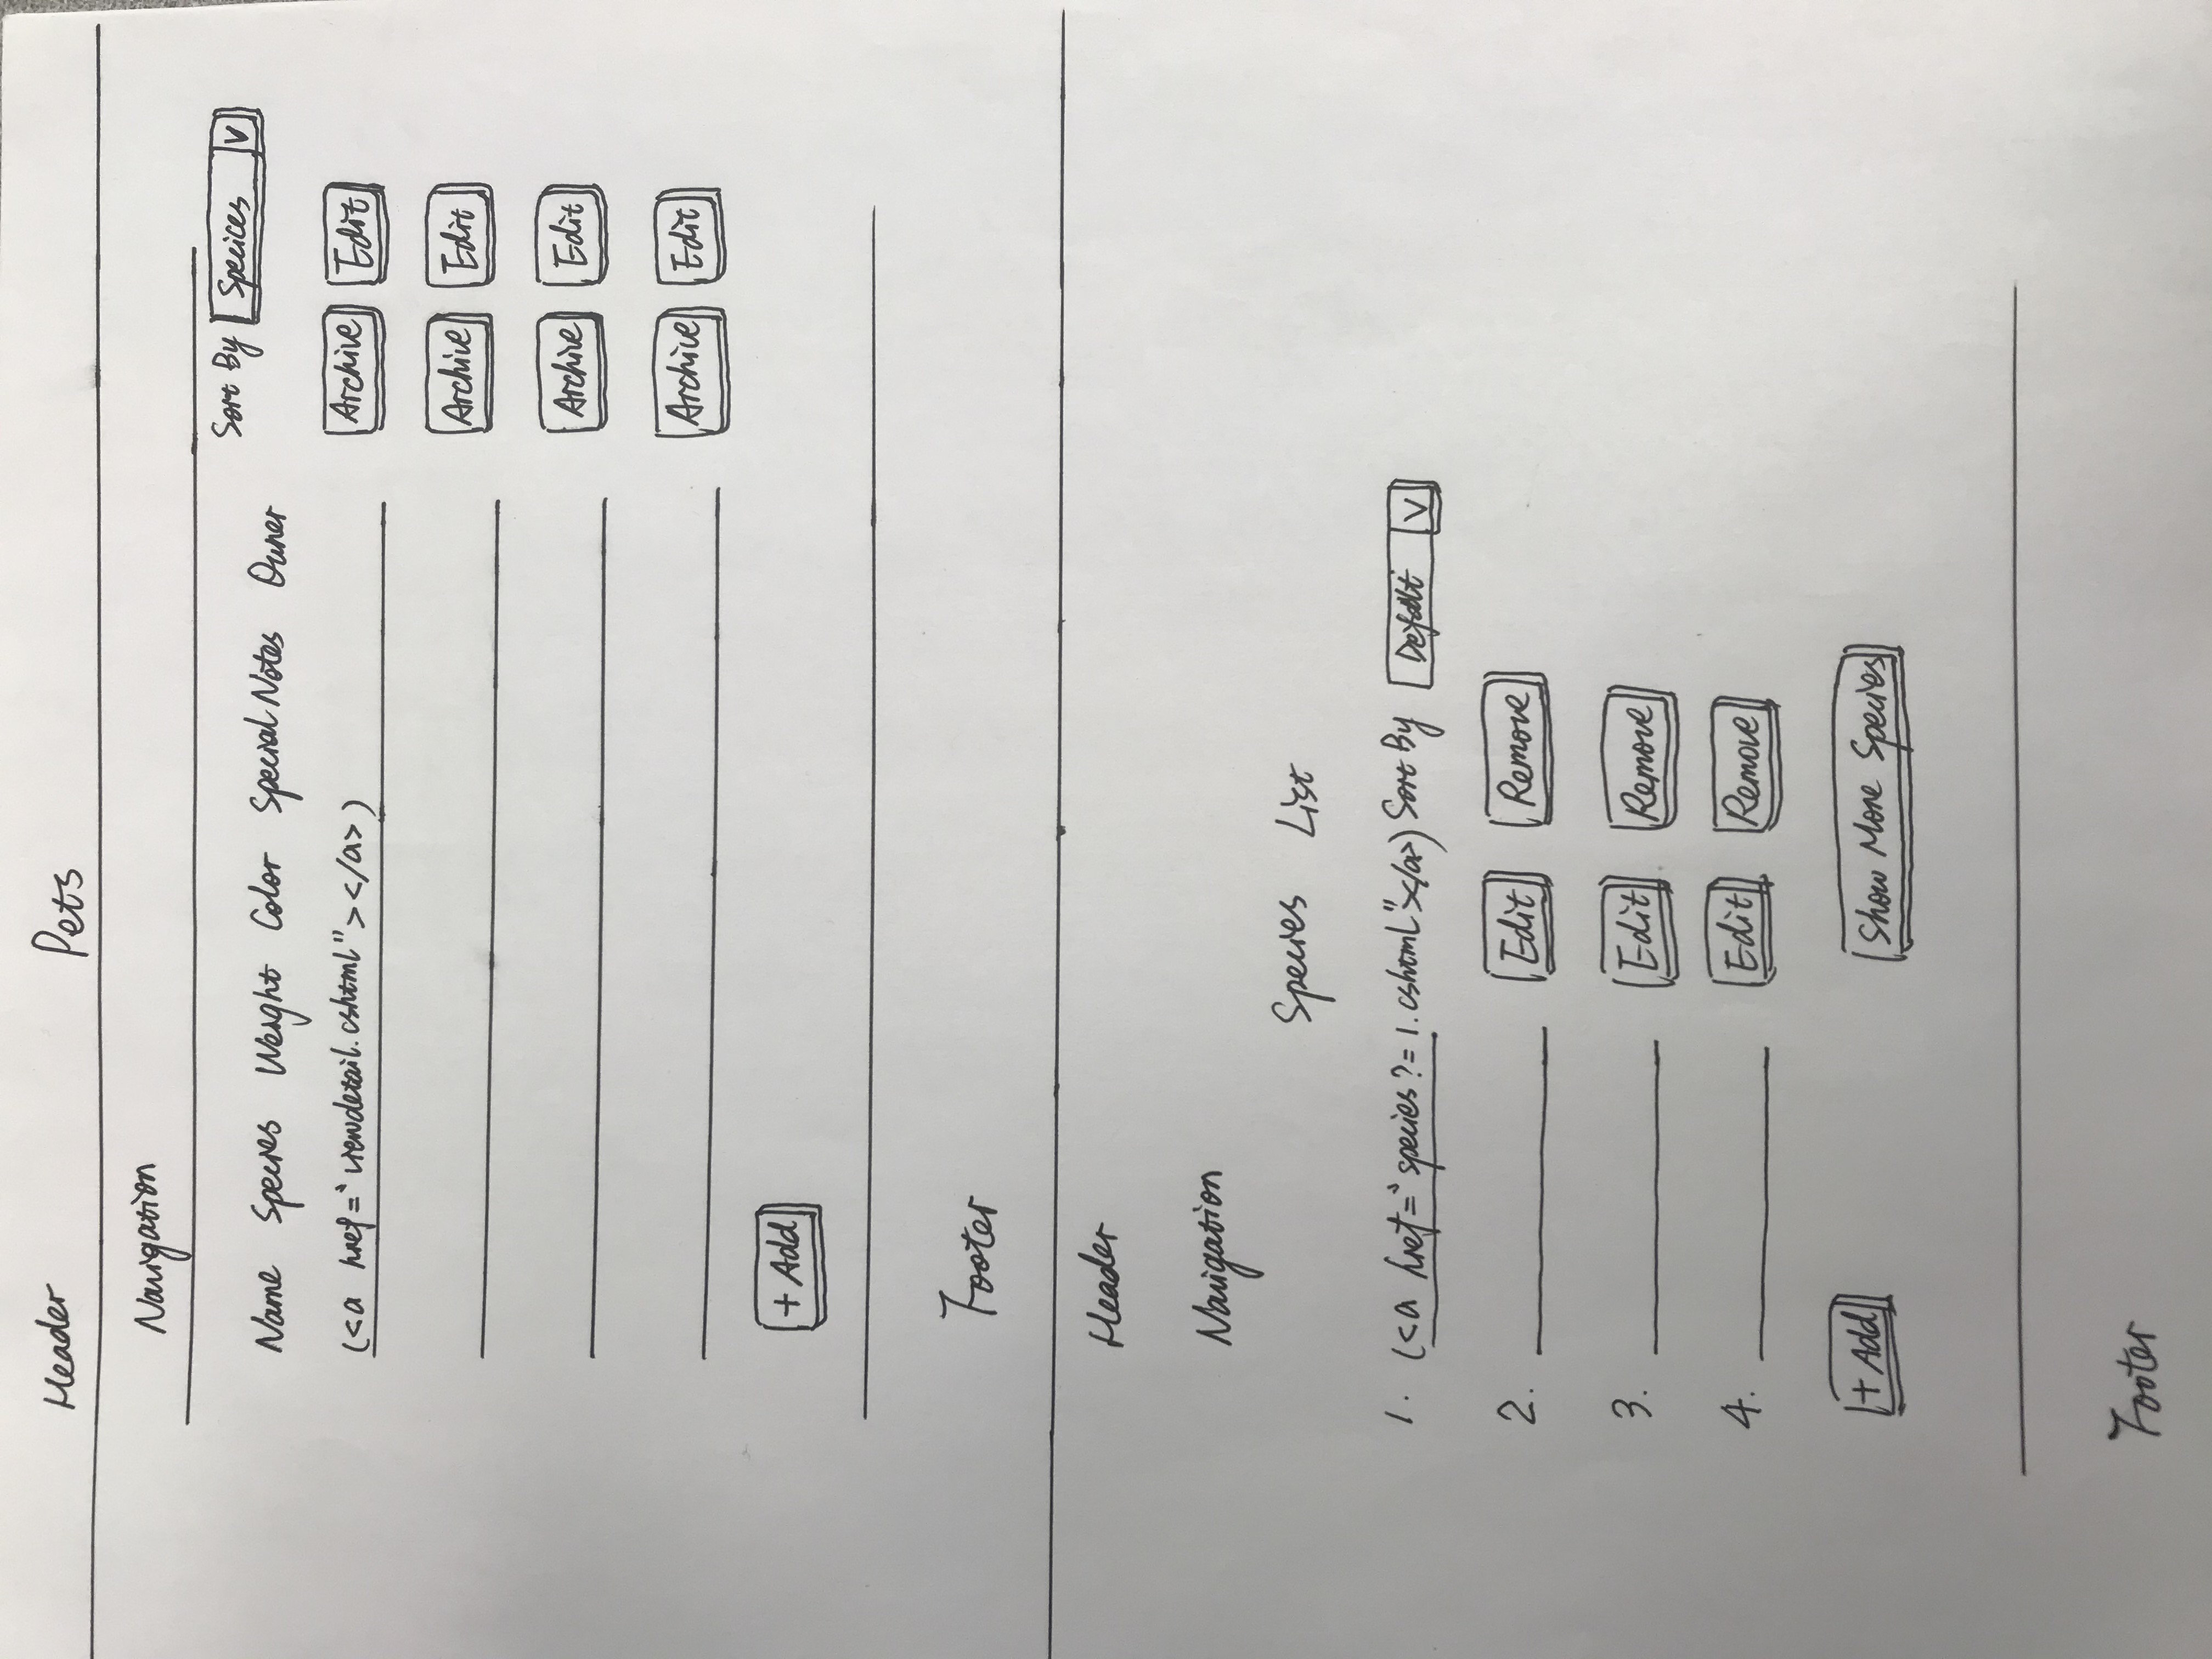 Header Pets
Navigation
Sort By Specices V
Name Species Weight Color Special Notes Owner
(<a href="viewdetail.cshtml"></a>) Archive Edit
Archive Edit
Archive Edit
Archive Edit
+ Add
Footer
Header
Navigation
Species List
1. (<a href="species?=1.cshtml"></a>) Sort By V
2. Edit Remove
3. Edit Remove
4. Edit Remove
+ Add Show More Species
Footer